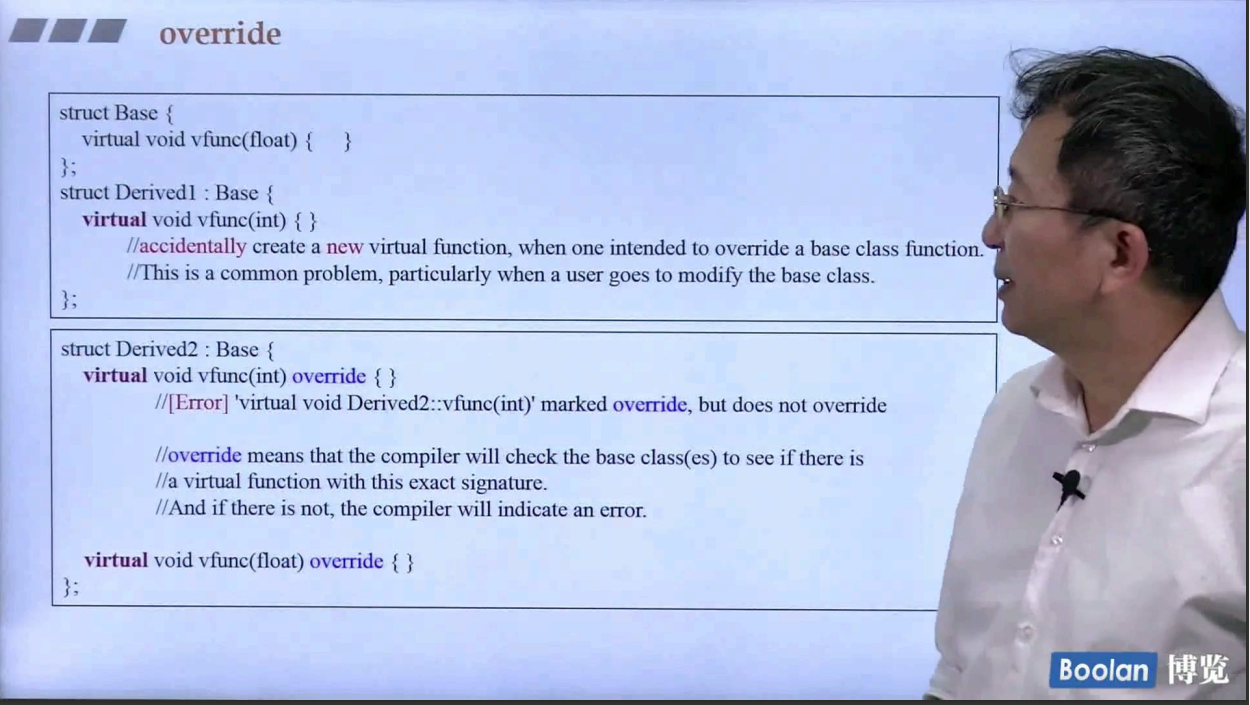 override
struct Base {
virtual void vfunc(float) { }
};
struct Derived1 : Base {
virtual void vfunc(int) { }
//accidentally create a new virtual function, when one intended to override a base class function.
//This is a common problem, particularly when a user goes to modify the base class.
};
struct Derived2 : Base {
virtual void vfunc(int) override { }
//[Error] 'virtual void Derived2::vfunc(int)' marked override, but does not override
//override means that the compiler will check the base class(es) to see if there is
//a virtual function with this exact signature.
//And if there is not, the compiler will indicate an error.
virtual void vfunc(float) override { }
};
Boolan 博览